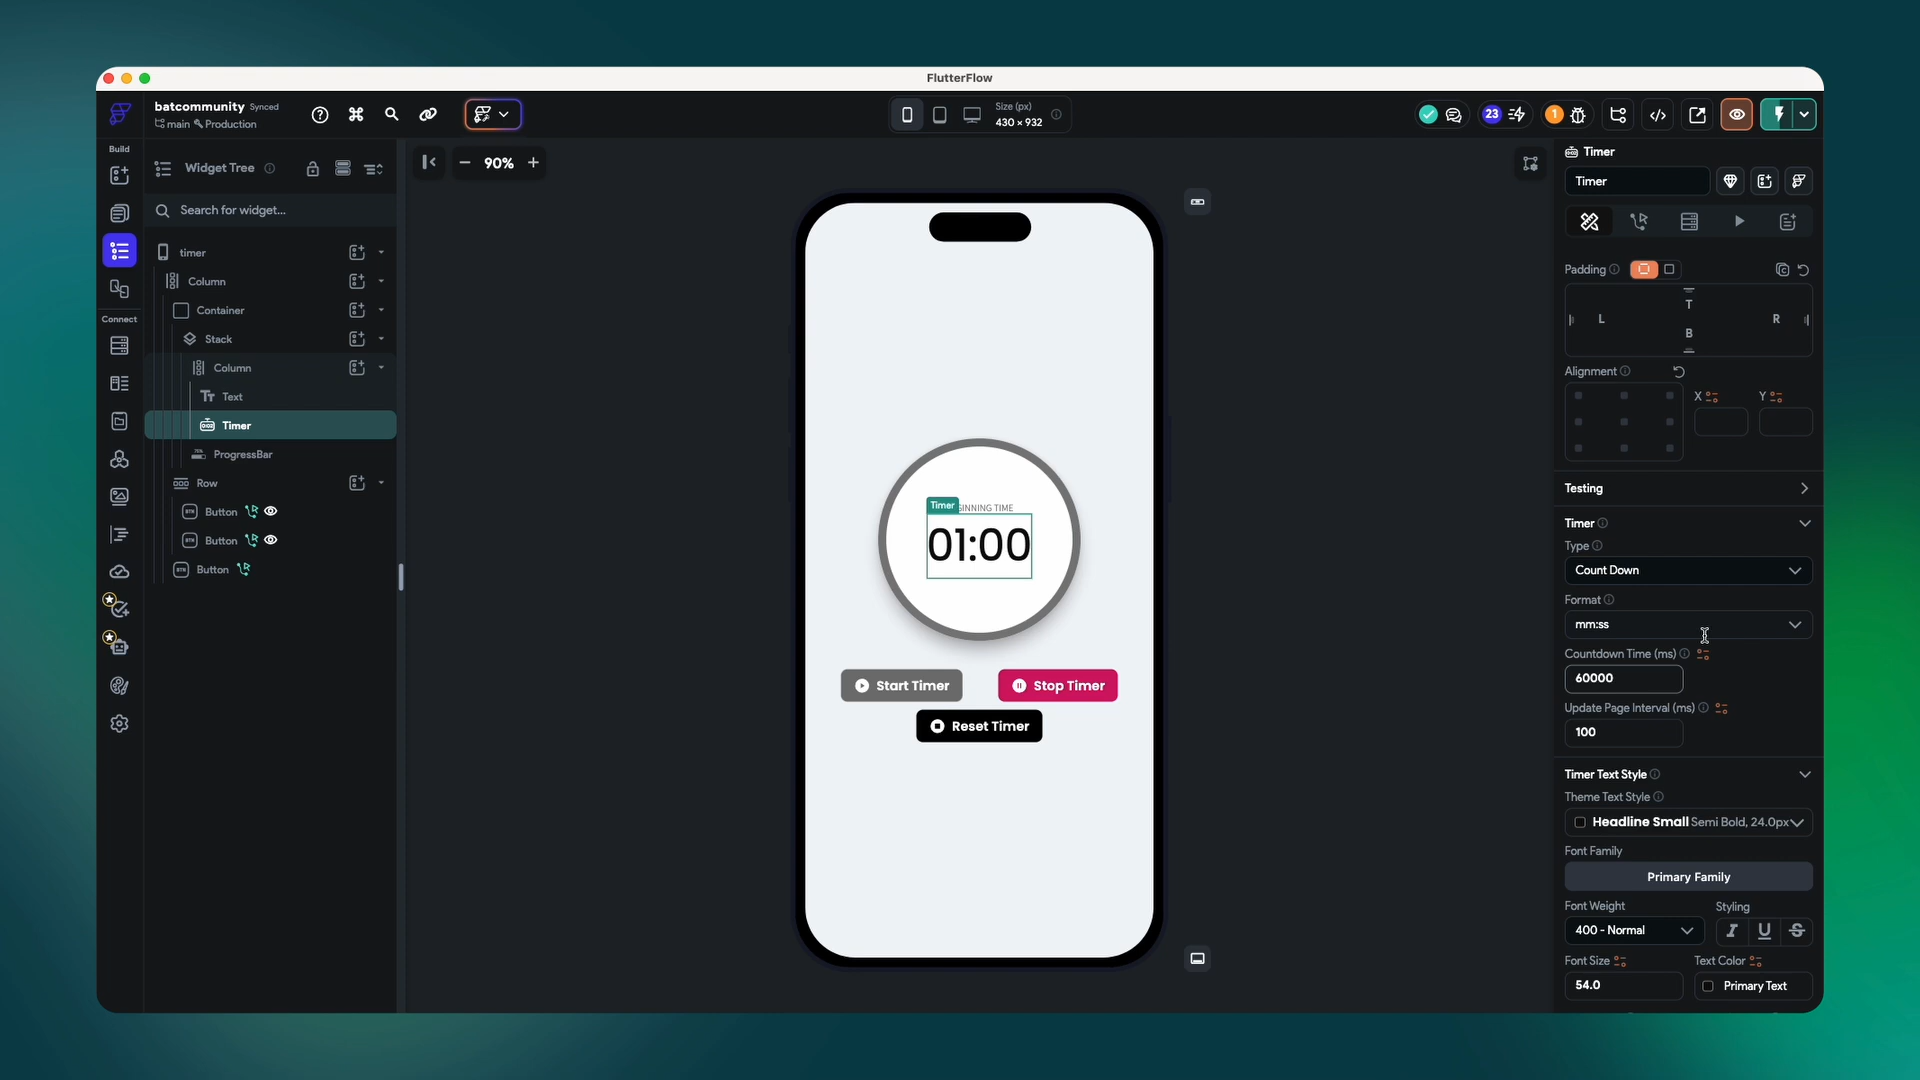 FlutterFlow
batcommunity Synced
main Production
Size (px)
430 × 932
23
1
Build
Widget Tree
90%
Search for widget...
timer
Column
Container
Stack
Column
Text
Timer
ProgressBar
Row
Button
Button
Button
Connect
Timer
GINNING TIME
01:00
Start Timer
Stop Timer
Reset Timer
Timer
Timer
Padding
T
L
R
B
Alignment
X
Y
Testing
Timer
Type
Count Down
Format
mm:ss
Countdown Time (ms)
60000
Update Page Interval (ms)
100
Timer Text Style
Theme Text Style
Headline Small Semi Bold, 24.0px
Font Family
Primary Family
Font Weight
Styling
400 - Normal
I U S
Font Size
Text Color
54.0
Primary Text